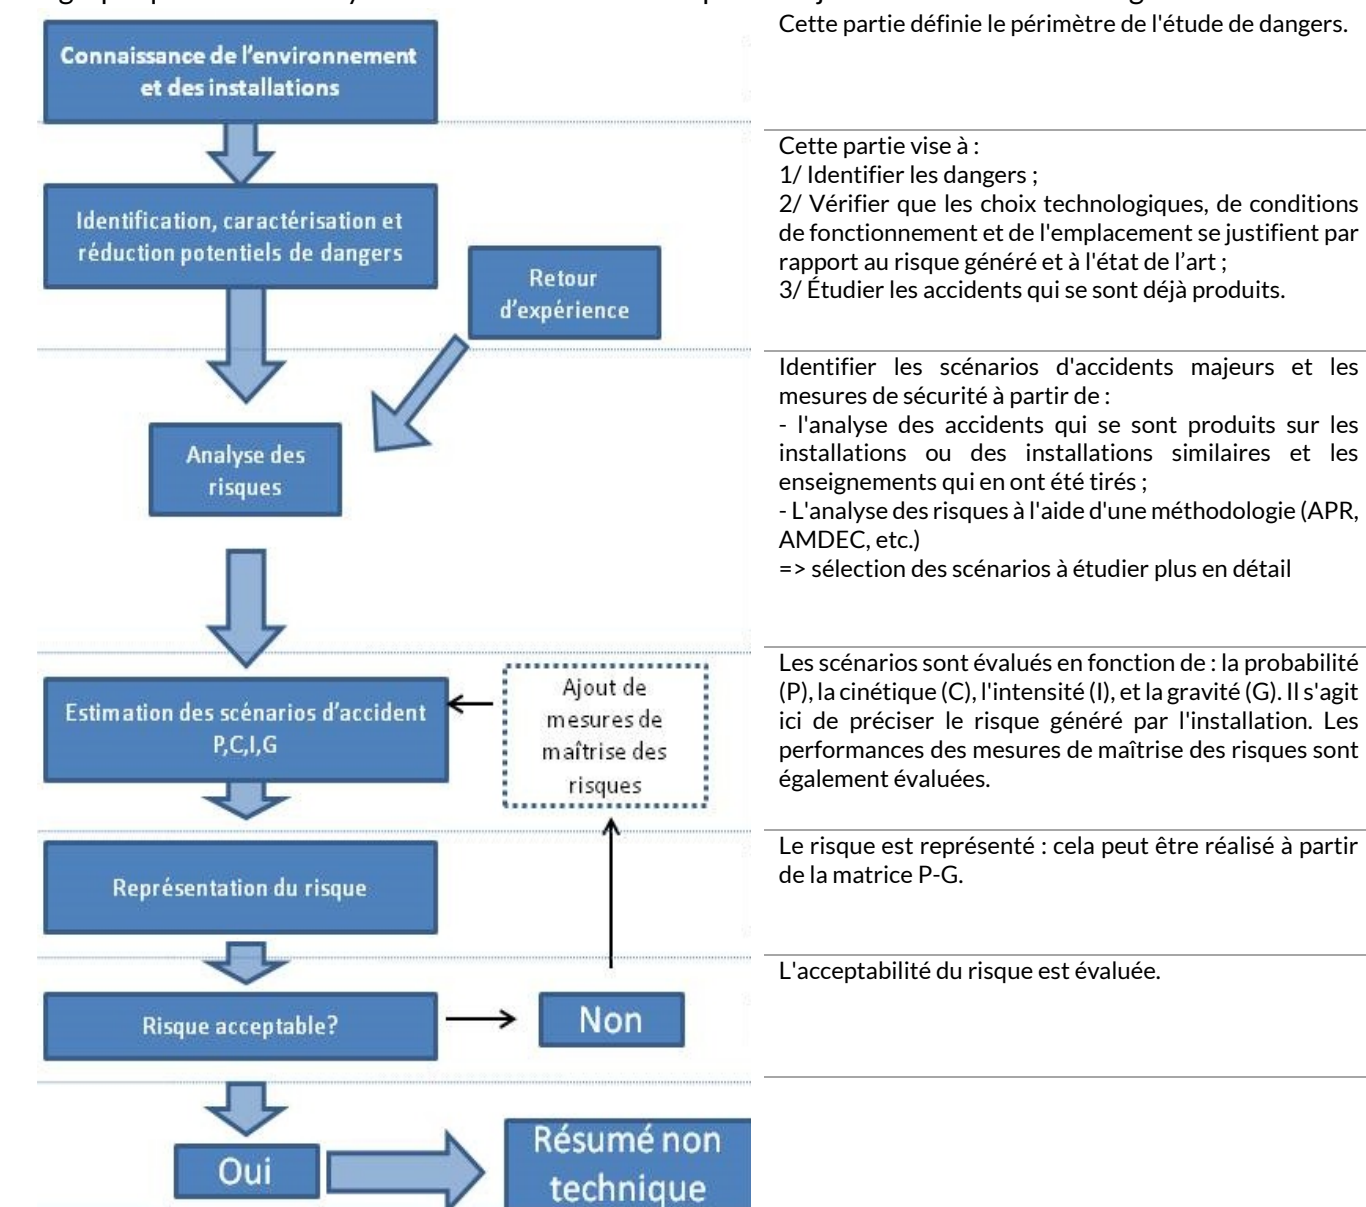 Connaissance de l'environnement
et des installations
Cette partie définie le périmètre de l'étude de dangers.
Identification, caractérisation et
réduction potentiels de dangers
Retour
d'expérience
Cette partie vise à :
1/ Identifier les dangers ;
2/ Vérifier que les choix technologiques, de conditions
de fonctionnement et de l'emplacement se justifient par
rapport au risque généré et à l'état de l’art ;
3/ Étudier les accidents qui se sont déjà produits.
Analyse des
risques
Identifier les scénarios d'accidents majeurs et les
mesures de sécurité à partir de :
- l'analyse des accidents qui se sont produits sur les
installations ou des installations similaires et les
enseignements qui en ont été tirés ;
- L'analyse des risques à l'aide d'une méthodologie (APR,
AMDEC, etc.)
=> sélection des scénarios à étudier plus en détail
Estimation des scénarios d'accident
P,C,I,G
Ajout de
mesures de
maîtrise des
risques
Les scénarios sont évalués en fonction de : la probabilité
(P), la cinétique (C), l'intensité (I), et la gravité (G). Il s'agit
ici de préciser le risque généré par l'installation. Les
performances des mesures de maîtrise des risques sont
également évaluées.
Représentation du risque
Le risque est représenté : cela peut être réalisé à partir
de la matrice P-G.
Risque acceptable?
Non
L'acceptabilité du risque est évaluée.
Oui
Résumé non
technique